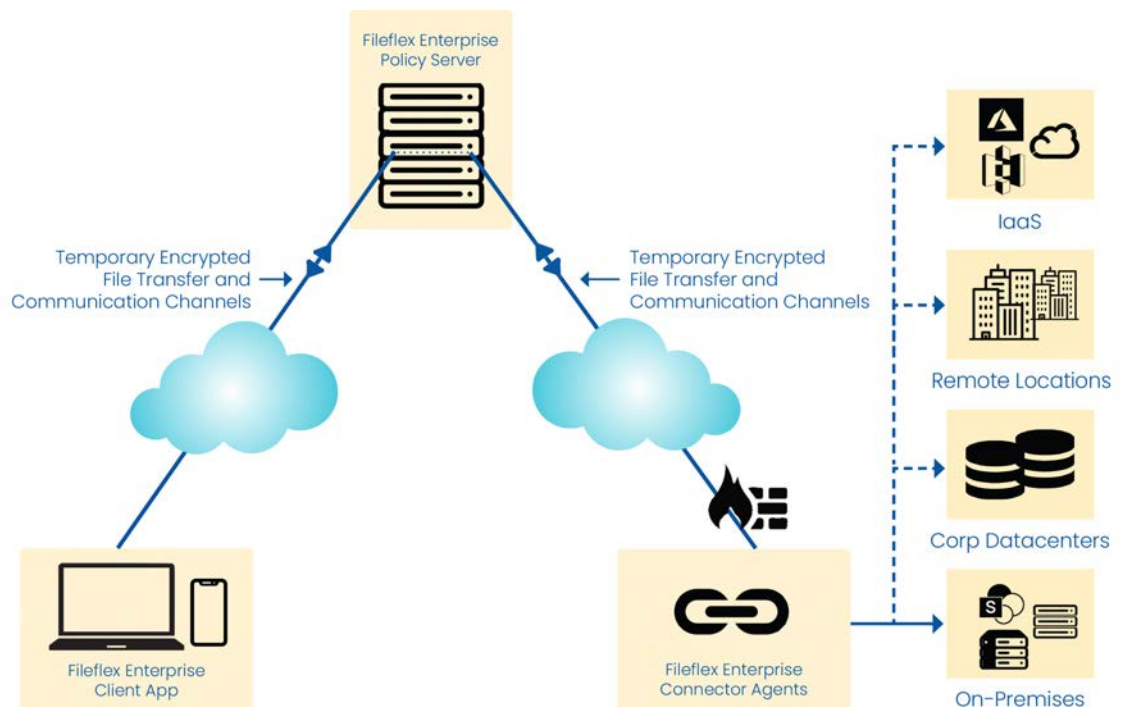 Fileflex Enterprise
Policy Server
Temporary Encrypted
File Transfer and
Communication Channels
Temporary Encrypted
File Transfer and
Communication Channels
IaaS
Remote Locations
Corp Datacenters
S
On-Premises
Fileflex Enterprise
Client App
Fileflex Enterprise
Connector Agents